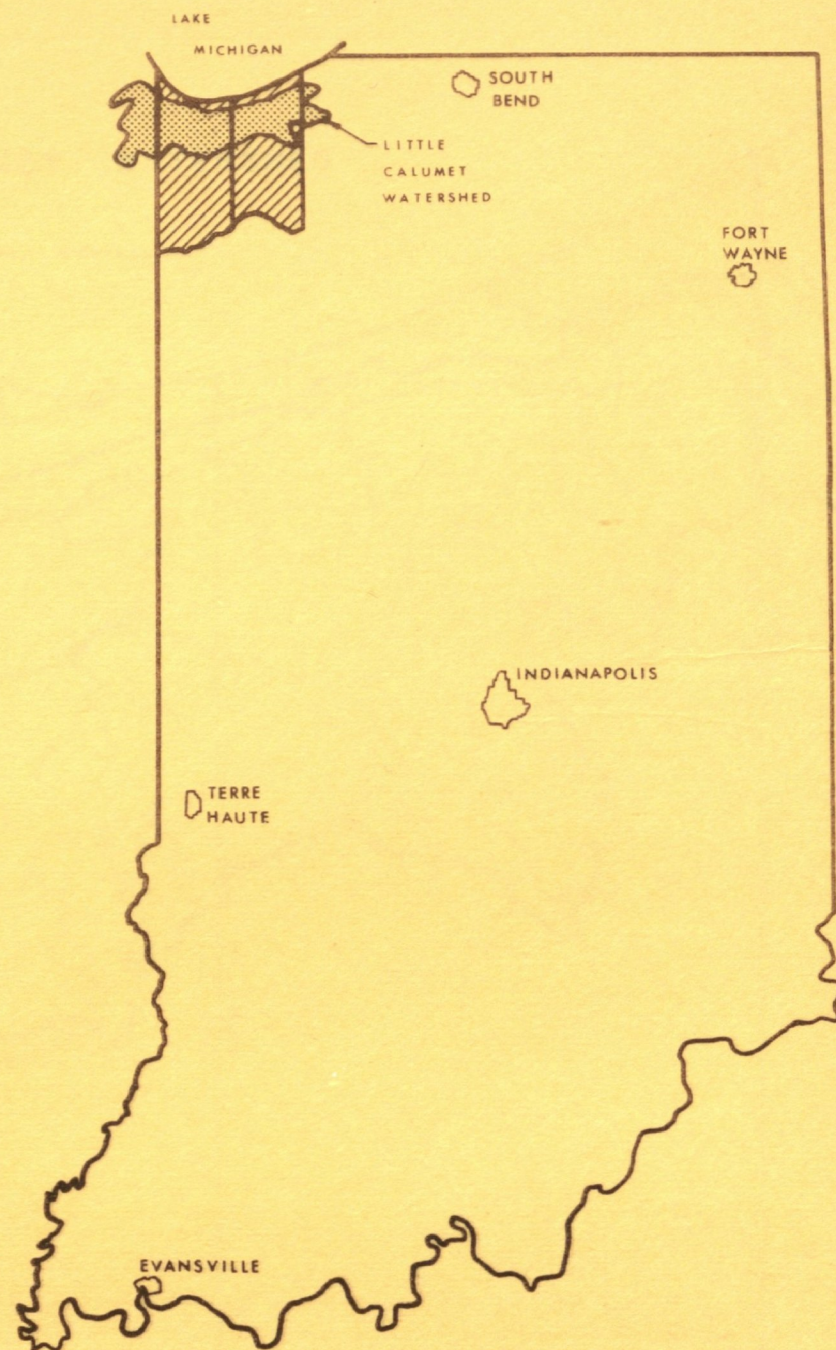 LAKE
MICHIGAN
SOUTH
BEND
LITTLE
CALUMET
WATERSHED
FORT
WAYNE
INDIANAPOLIS
TERRE
HAUTE
EVANSVILLE